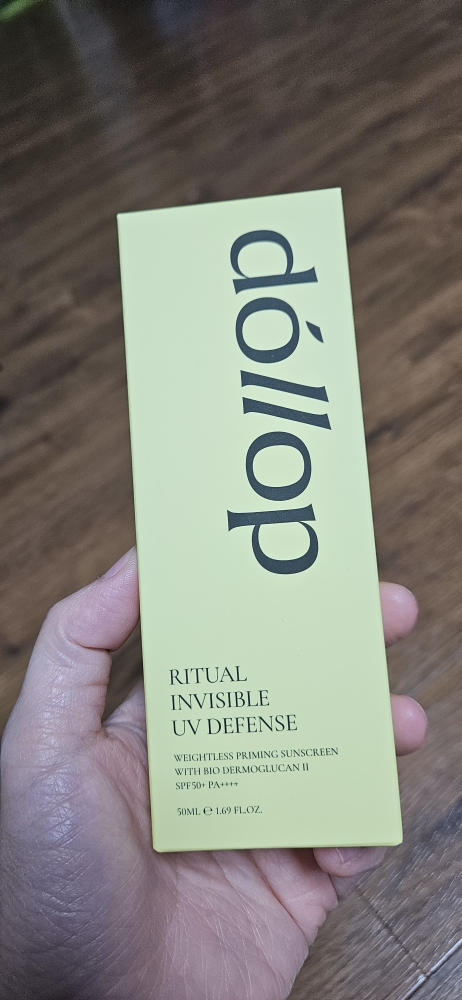 dóllop
RITUAL
INVISIBLE
UV DEFENSE
WEIGHTLESS PRIMING SUNSCREEN
WITH BIO DERMOGLUCAN II
SPF50+ PA++++
50ML ℮ 1.69 FL.OZ.